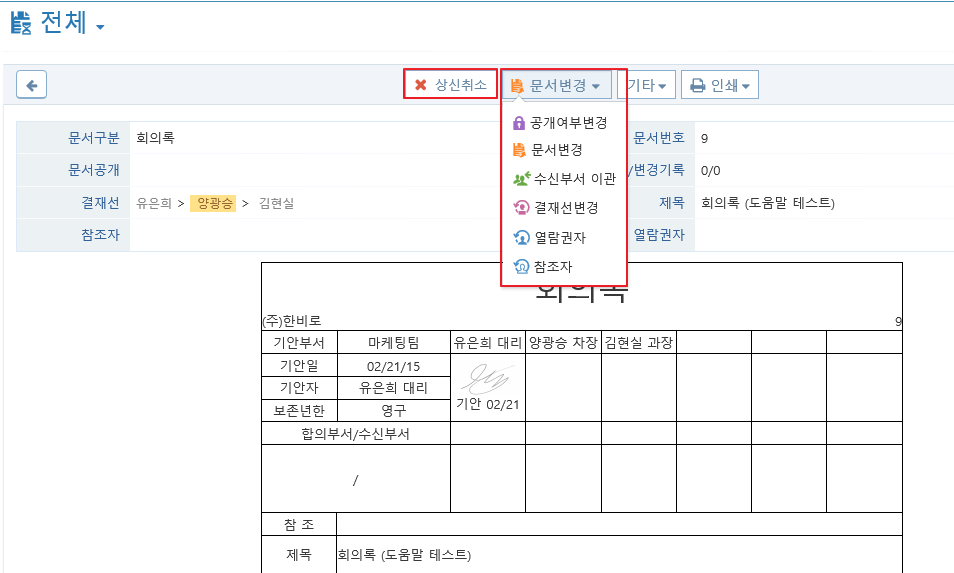 전체
상신취소 문서변경 기타 인쇄
공개여부변경
문서변경
수신부서 이관
결재선변경
열람권자
참조자
문서구분 회의록 문서번호 9
문서공개 /변경기록 0/0
결재선 유은희 > 양광승 > 김현실 제목 회의록 (도움말 테스트)
참조자 열람권자
회의록
(주)한비로 9
기안부서 마케팅팀 유은희 대리 양광승 차장 김현실 과장
기안일 02/21/15
기안자 유은희 대리
기안 02/21
보존년한 영구
합의부서/수신부서
/
참 조
제목 회의록 (도움말 테스트)